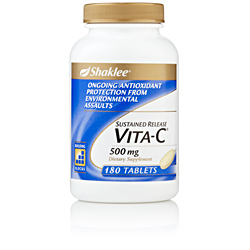 Shaklee
ONGOING ANTIOXIDANT
PROTECTION FROM
ENVIRONMENTAL
ASSAULTS
SUSTAINED RELEASE
VITA-C®
500 mg
Dietary Supplement
180 TABLETS